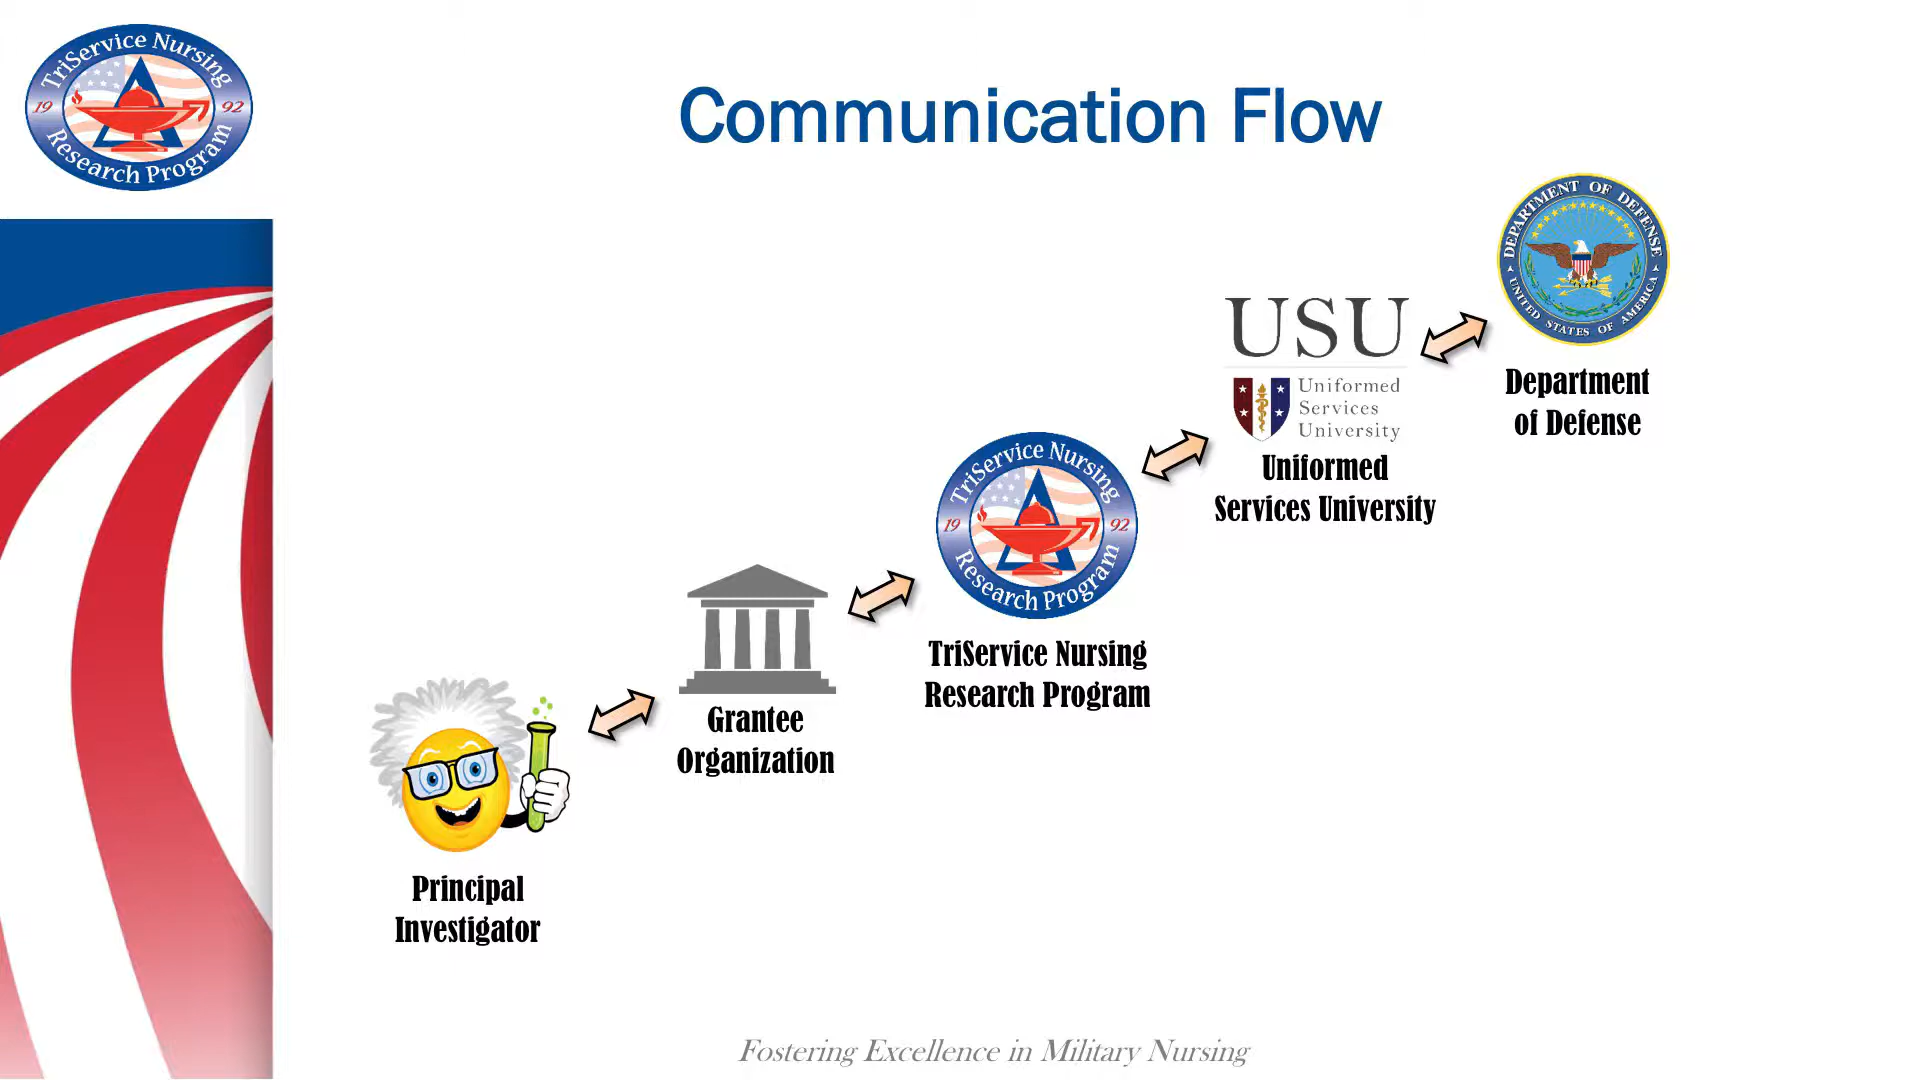 TriService Nursing
19 92
Research Program
Communication Flow
DEPARTMENT OF DEFENSE
UNITED STATES OF AMERICA
Department
of Defense
USU
Uniformed
Services
University
Uniformed
Services University
TriService Nursing
19 92
Research Program
TriService Nursing
Research Program
Grantee
Organization
Principal
Investigator
Fostering Excellence in Military Nursing